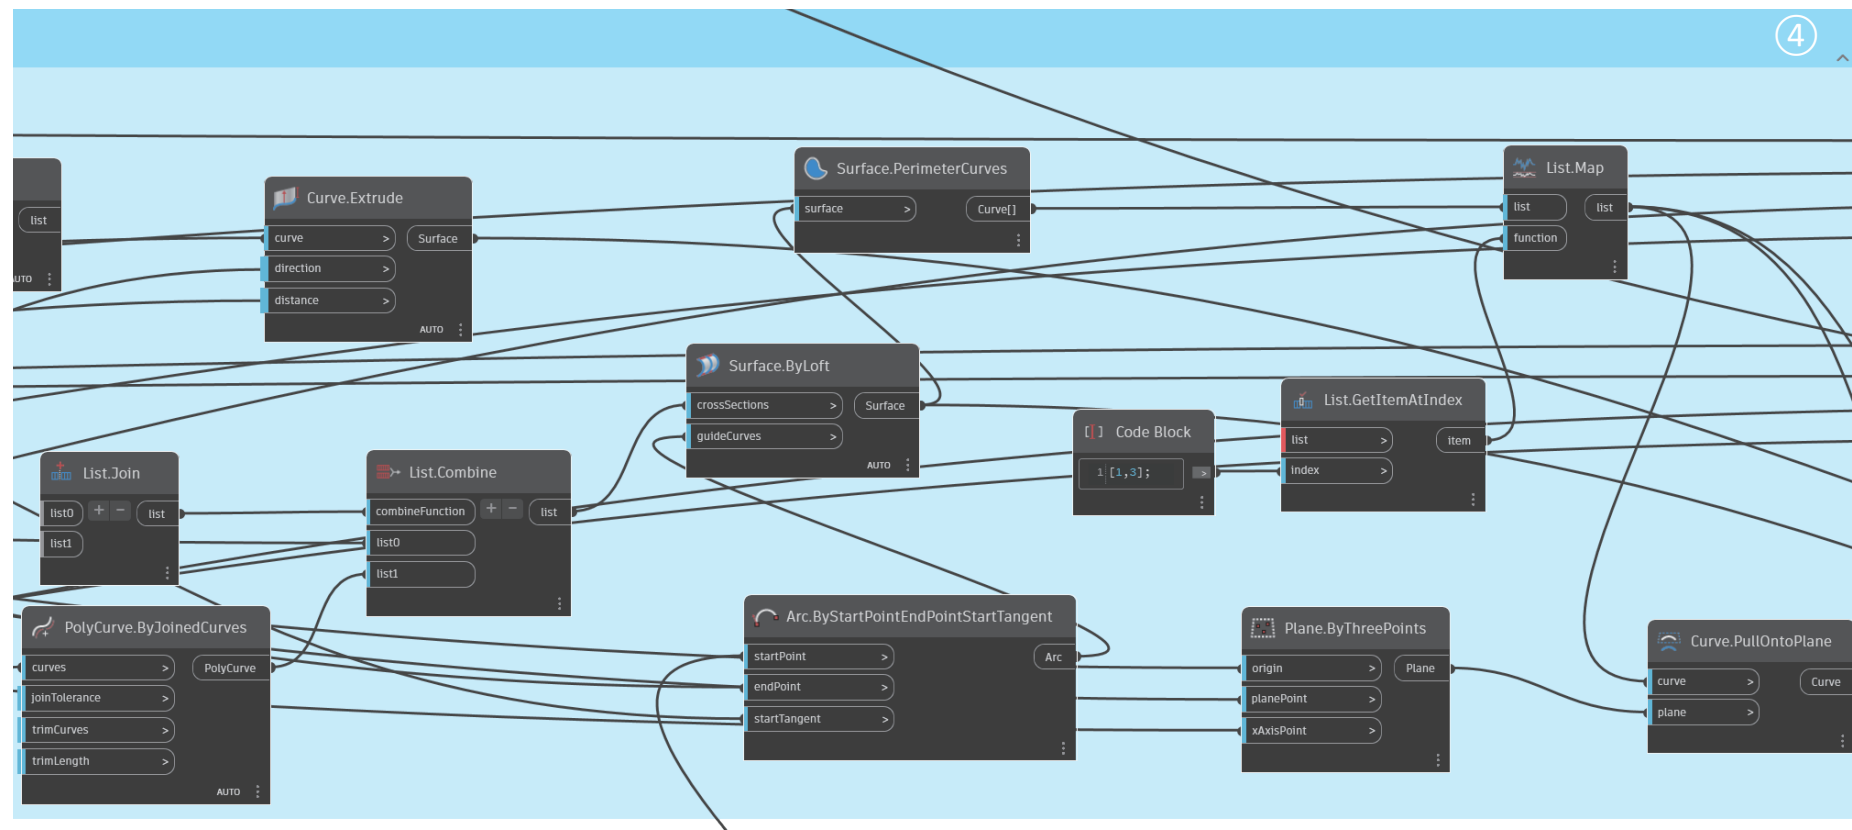 ④
list
AUTO
Curve.Extrude
curve >
Surface
direction >
distance >
AUTO
Surface.PerimeterCurves
surface >
Curve[]
List.Map
list
list
function
Surface.ByLoft
crossSections >
Surface
guideCurves >
AUTO
Code Block
1 [1,3];
>
List.GetItemAtIndex
list >
item
index >
List.Join
list0
+ -
list
list1
List.Combine
combineFunction
+ -
list
list0
list1
PolyCurve.ByJoinedCurves
curves >
PolyCurve
joinTolerance >
trimCurves >
trimLength >
AUTO
Arc.ByStartPointEndPointStartTangent
startPoint >
Arc
endPoint >
startTangent >
Plane.ByThreePoints
origin >
Plane
planePoint >
xAxisPoint >
Curve.PullOntoPlane
curve >
Curve
plane >